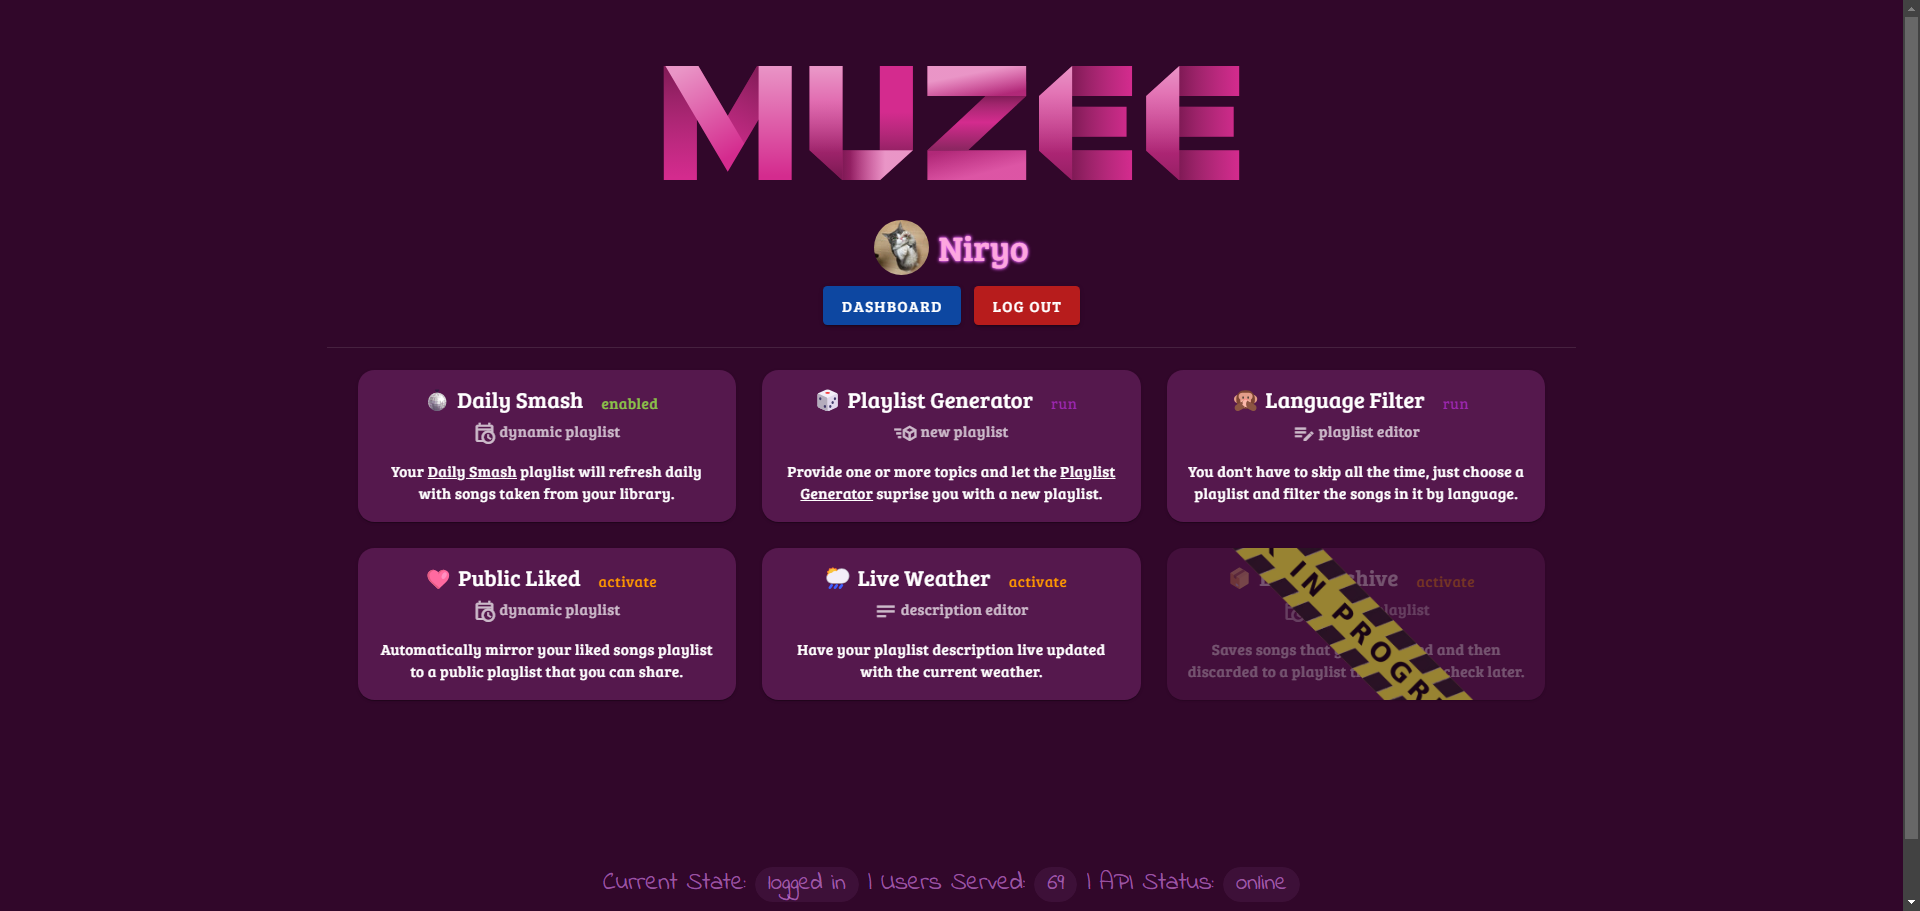 MUZEE
Niryo
DASHBOARD LOG OUT
Daily Smash enabled
dynamic playlist
Your Daily Smash playlist will refresh daily
with songs taken from your library.
Playlist Generator run
new playlist
Provide one or more topics and let the Playlist
Generator suprise you with a new playlist.
Language Filter run
playlist editor
You don't have to skip all the time, just choose a
playlist and filter the songs in it by language.
Public Liked activate
dynamic playlist
Automatically mirror your liked songs playlist
to a public playlist that you can share.
Live Weather activate
description editor
Have your playlist description live updated
with the current weather.
activate
Saves songs that and then
discarded to a playlist check later.
IN PROGR
Current State: logged in | Users Served: 69 | API Status: online